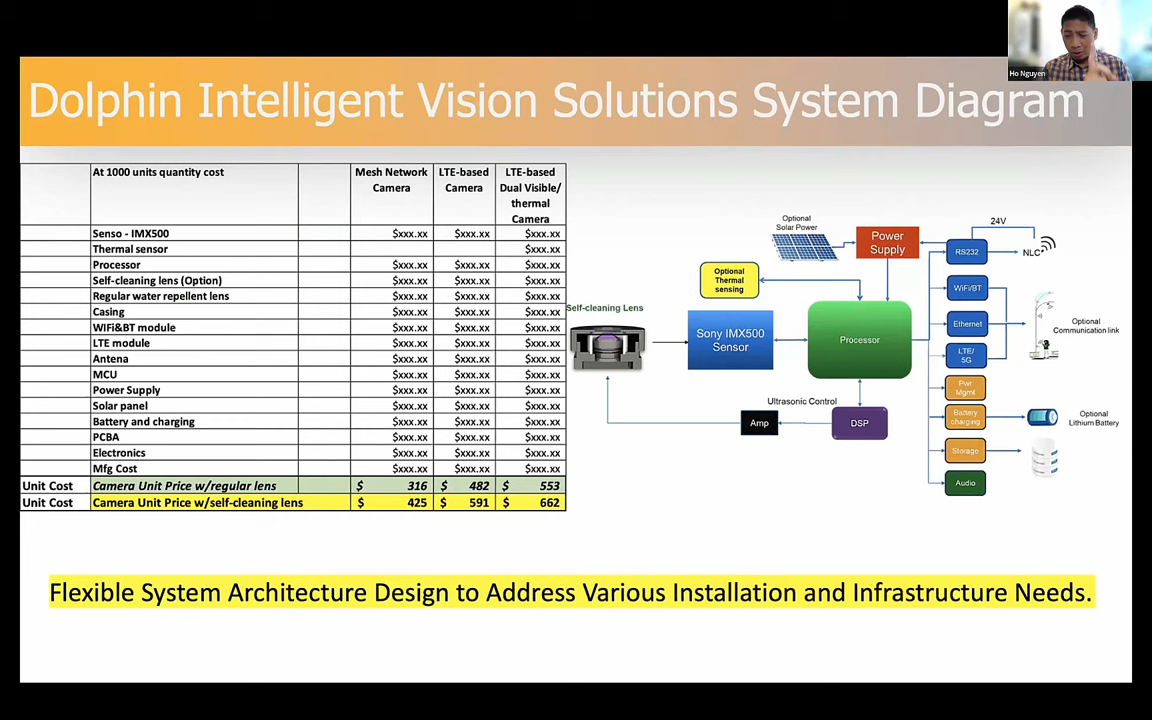 Ho Nguyen
Dolphin Intelligent Vision Solutions System Diagram
At 1000 units quantity cost
Mesh Network Camera
LTE-based Camera
LTE-based Dual Visible/ thermal Camera
Senso - IMX500 $xxx.xx $xxx.xx $xxx.xx
Thermal sensor $xxx.xx
Processor $xxx.xx $xxx.xx $xxx.xx
Self-cleaning lens (Option) $xxx.xx $xxx.xx $xxx.xx
Regular water repellent lens $xxx.xx $xxx.xx $xxx.xx
Casing $xxx.xx $xxx.xx $xxx.xx
WIFi&BT module $xxx.xx $xxx.xx $xxx.xx
LTE module $xxx.xx $xxx.xx $xxx.xx
Antena $xxx.xx $xxx.xx $xxx.xx
MCU $xxx.xx $xxx.xx $xxx.xx
Power Supply $xxx.xx $xxx.xx $xxx.xx
Solar panel $xxx.xx $xxx.xx $xxx.xx
Battery and charging $xxx.xx $xxx.xx $xxx.xx
PCBA $xxx.xx $xxx.xx $xxx.xx
Electronics $xxx.xx $xxx.xx $xxx.xx
Mfg Cost $xxx.xx $xxx.xx $xxx.xx
Unit Cost Camera Unit Price w/regular lens $ 316 $ 482 $ 553
Unit Cost Camera Unit Price w/self-cleaning lens $ 425 $ 591 $ 662
Self-cleaning Lens
Optional
Solar Power
Power
Supply
24V
RS232
NLC
Optional
Thermal
sensing
WiFi/BT
Sony IMX500
Sensor
Processor
Ethernet
Optional
Communication link
LTE/
5G
Pwr
Mgmt
Ultrasonic Control
Amp
DSP
Battery
charging
Optional
Lithium Battery
Storage
Audio
Flexible System Architecture Design to Address Various Installation and Infrastructure Needs.